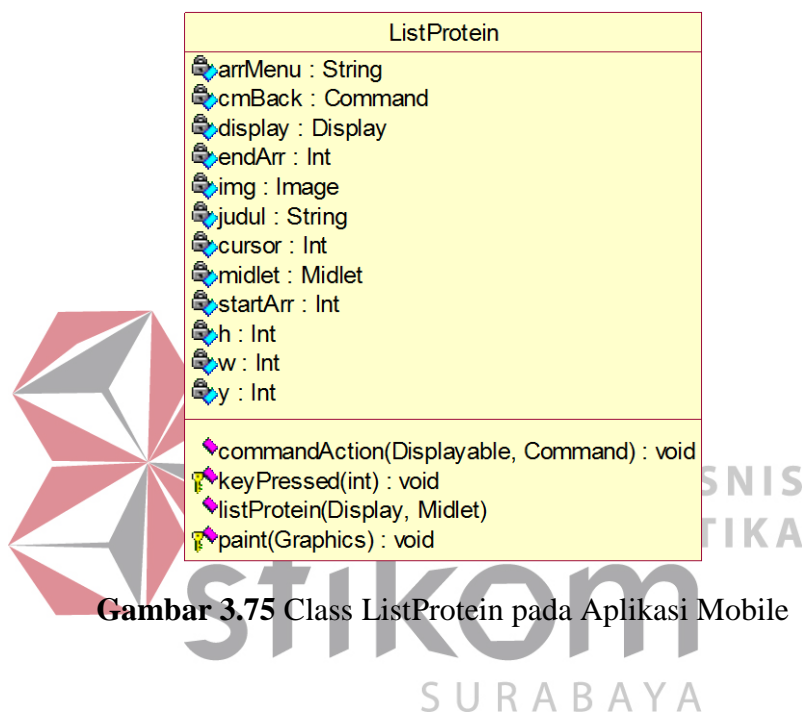 ListProtein
arrMenu : String
cmBack : Command
display : Display
endArr : Int
img : Image
judul : String
cursor : Int
midlet : Midlet
startArr : Int
h : Int
w : Int
y : Int
commandAction(Displayable, Command) : void
keyPressed(int) : void
listProtein(Display, Midlet)
paint(Graphics) : void
SNIS
TIKA
stikom
Gambar 3.75 Class ListProtein pada Aplikasi Mobile
SURABAYA